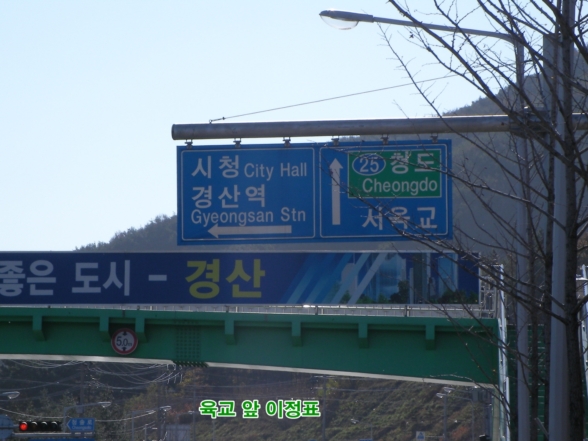 시청 City Hall
경산역
Gyeongsan Stn
25 청도
Cheongdo
서옥교
좋은 도시 - 경산
육교 앞 이정표